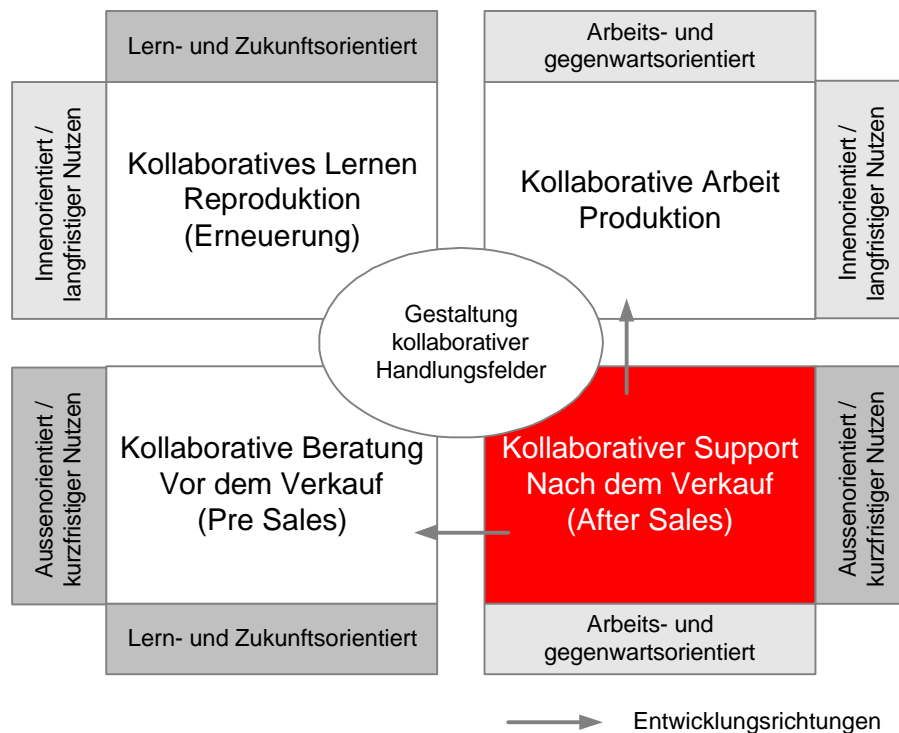 Lern- und Zukunftsorientiert
Arbeits- und
gegenwartsorientiert
Innenorientiert /
langfristiger Nutzen
Kollaboratives Lernen
Reproduktion
(Erneuerung)
Kollaborative Arbeit
Produktion
Innenorientiert /
langfristiger Nutzen
Gestaltung
kollaborativer
Handlungsfelder
Aussenorientiert /
kurzfristiger Nutzen
Kollaborative Beratung
Vor dem Verkauf
(Pre Sales)
Kollaborativer Support
Nach dem Verkauf
(After Sales)
Aussenorientiert /
kurzfristiger Nutzen
Lern- und Zukunftsorientiert
Arbeits- und
gegenwartsorientiert
Entwicklungsrichtungen